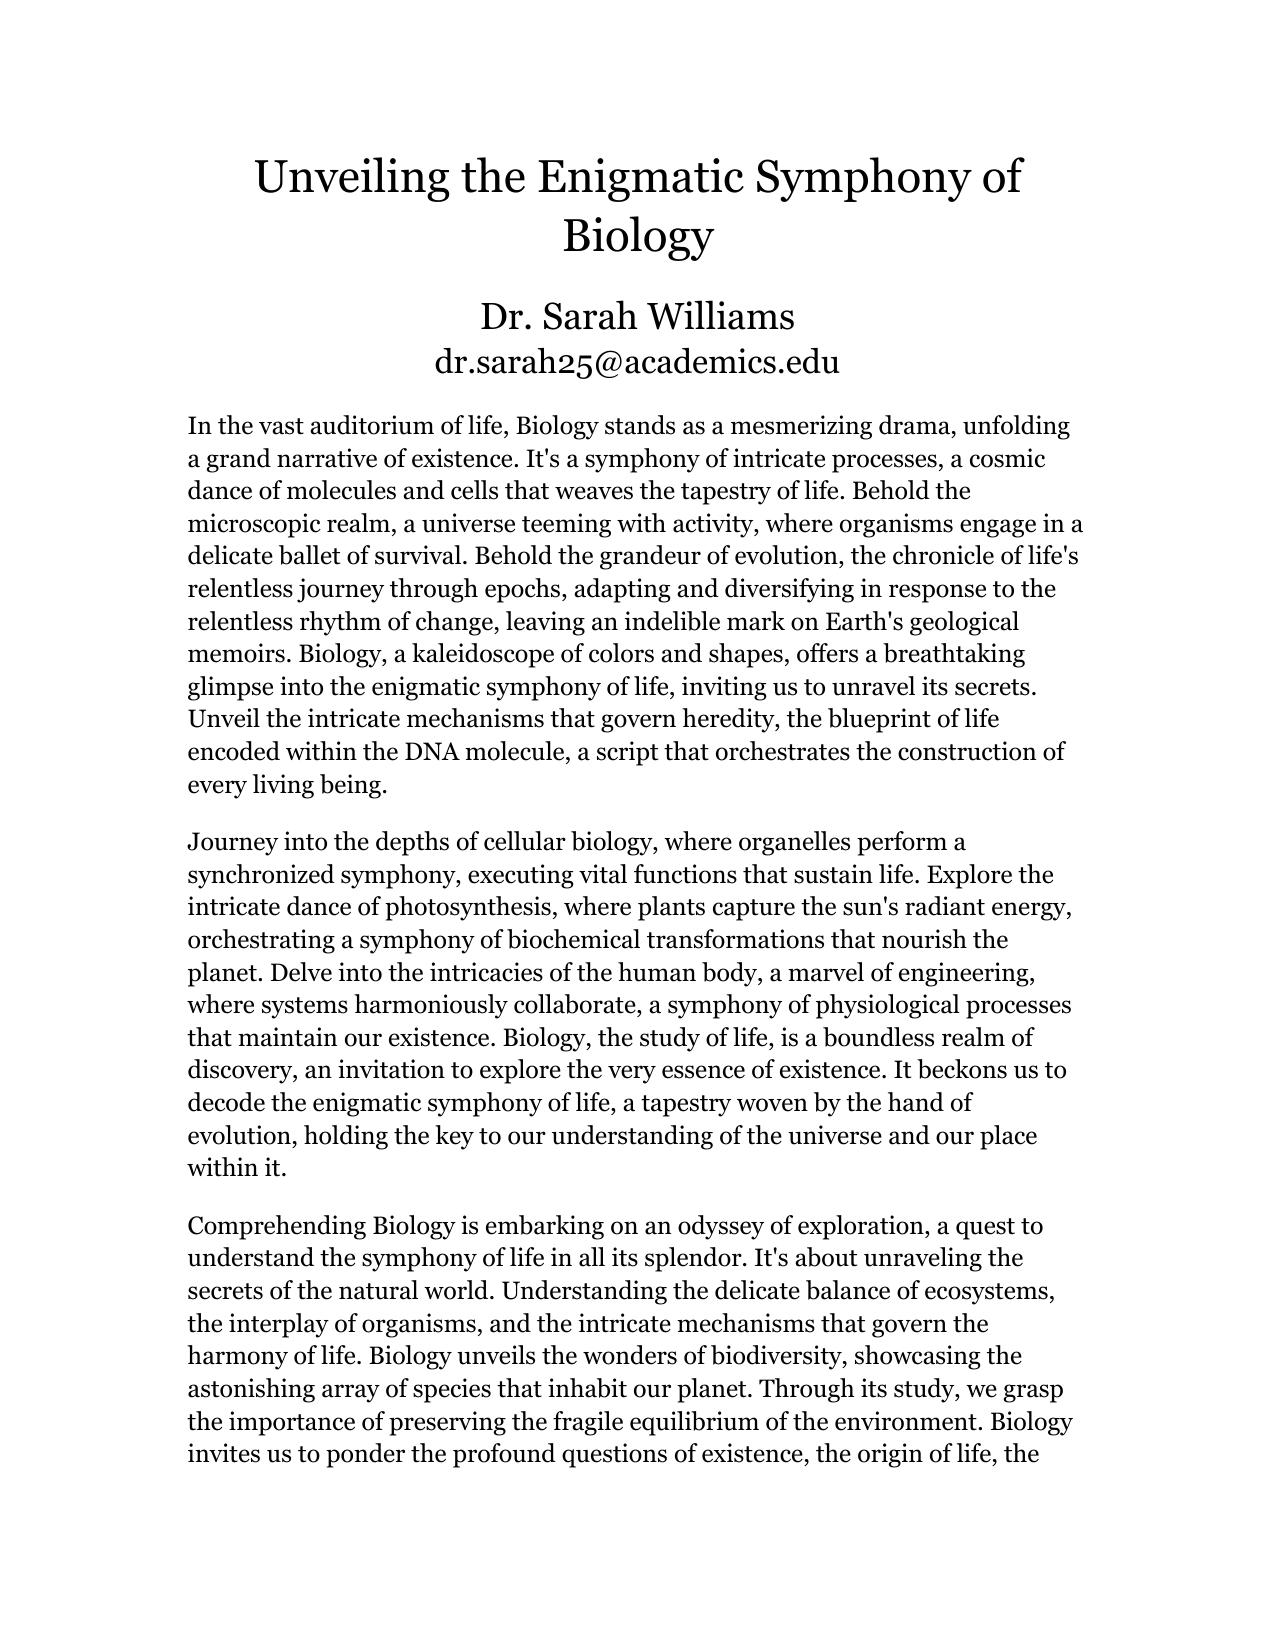 Unveiling the Enigmatic Symphony of
Biology
Dr. Sarah Williams
dr.sarah25@academics.edu
In the vast auditorium of life, Biology stands as a mesmerizing drama, unfolding
a grand narrative of existence. It's a symphony of intricate processes, a cosmic
dance of molecules and cells that weaves the tapestry of life. Behold the
microscopic realm, a universe teeming with activity, where organisms engage in a
delicate ballet of survival. Behold the grandeur of evolution, the chronicle of life's
relentless journey through epochs, adapting and diversifying in response to the
relentless rhythm of change, leaving an indelible mark on Earth's geological
memoirs. Biology, a kaleidoscope of colors and shapes, offers a breathtaking
glimpse into the enigmatic symphony of life, inviting us to unravel its secrets.
Unveil the intricate mechanisms that govern heredity, the blueprint of life
encoded within the DNA molecule, a script that orchestrates the construction of
every living being.
Journey into the depths of cellular biology, where organelles perform a
synchronized symphony, executing vital functions that sustain life. Explore the
intricate dance of photosynthesis, where plants capture the sun's radiant energy,
orchestrating a symphony of biochemical transformations that nourish the
planet. Delve into the intricacies of the human body, a marvel of engineering,
where systems harmoniously collaborate, a symphony of physiological processes
that maintain our existence. Biology, the study of life, is a boundless realm of
discovery, an invitation to explore the very essence of existence. It beckons us to
decode the enigmatic symphony of life, a tapestry woven by the hand of
evolution, holding the key to our understanding of the universe and our place
within it.
Comprehending Biology is embarking on an odyssey of exploration, a quest to
understand the symphony of life in all its splendor. It's about unraveling the
secrets of the natural world. Understanding the delicate balance of ecosystems,
the interplay of organisms, and the intricate mechanisms that govern the
harmony of life. Biology unveils the wonders of biodiversity, showcasing the
astonishing array of species that inhabit our planet. Through its study, we grasp
the importance of preserving the fragile equilibrium of the environment. Biology
invites us to ponder the profound questions of existence, the origin of life, the